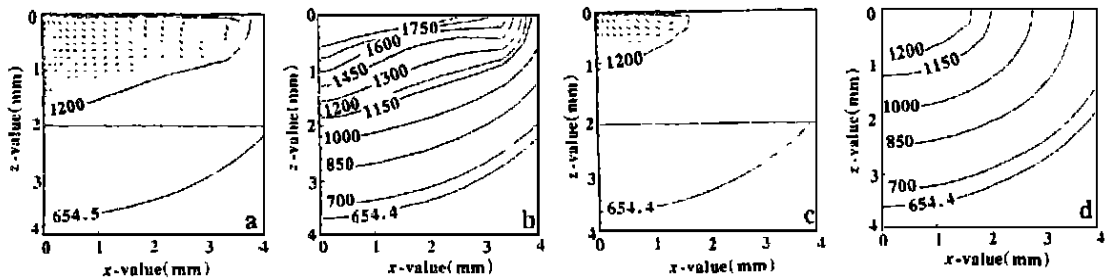 0
1
2
3
4
z-value(mm)
1200
654.5
a
0 1 2 3 4
x-value(mm)
0
1
2
3
4
z-value(mm)
1750
1600
1450
1300
1200
1150
1000
850
700
654.4
b
0 1 2 3 4
x-value(mm)
0
1
2
3
4
z-value(mm)
1200
654.4
c
0 1 2 3 4
x-value(mm)
0
1
2
3
4
z-value(mm)
1200
1150
1000
850
700
654.4
d
0 1 2 3 4
x-value(mm)